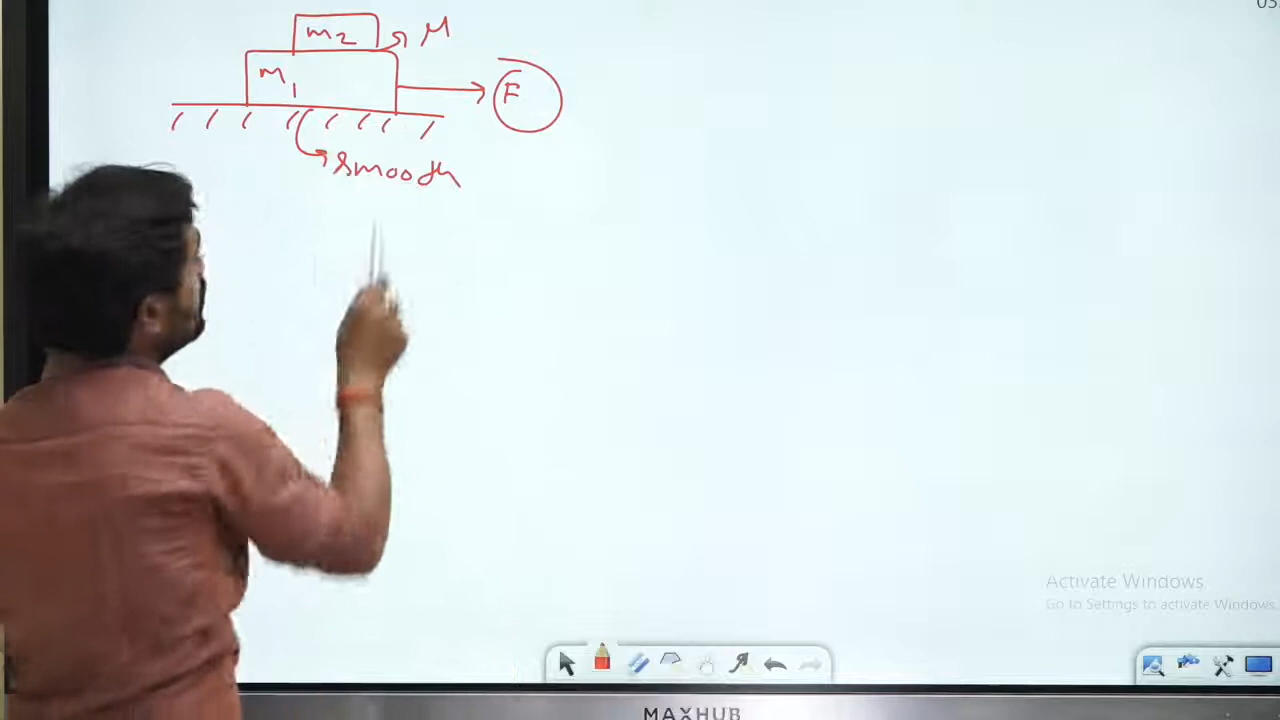 m2
μ
m1
F
smooth
Activate Windows
Go to Settings to activate Windows.
MAXHUB